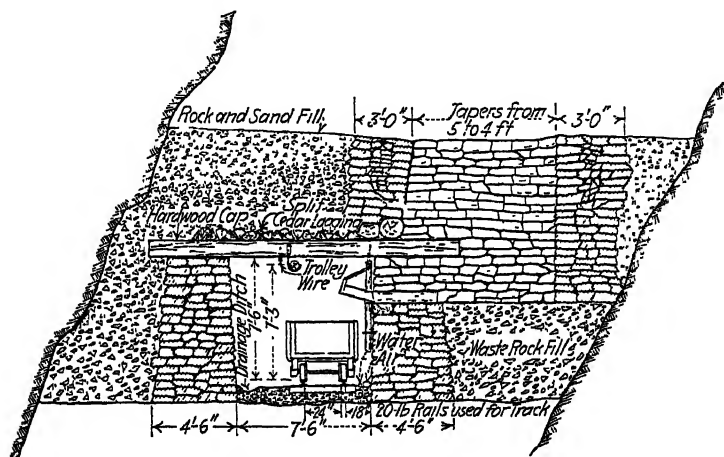 Rock and Sand Fill
3'-0"
Tapers from
5 to 4 ft
3'-0"
Hardwood Cap
Split
Cedar Lagging
Trolley
Wire
Drainage Ditch
7'-6"
7'-3"
Water
Air
Waste Rock Fill
24"
18"
20-lb Rails used for Track
4'-6"
7'-6"
4'-6"